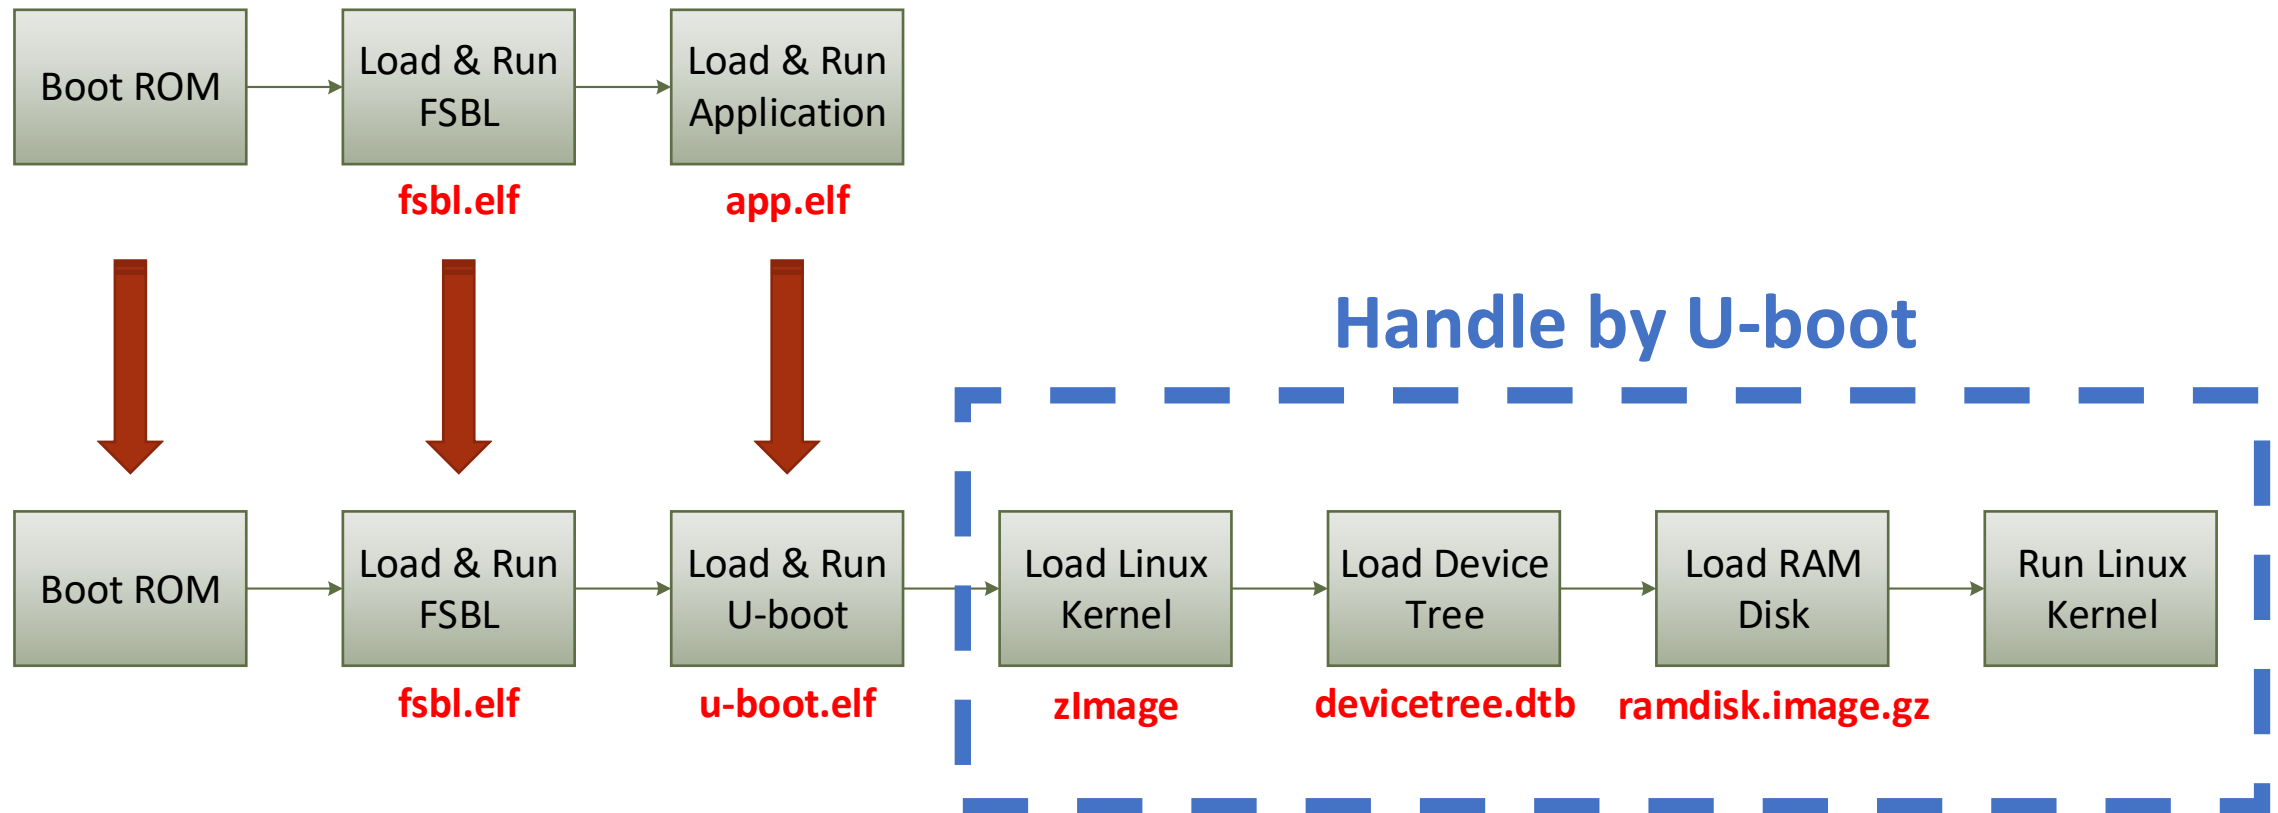 Boot ROM
Load & Run
FSBL
Load & Run
Application
fsbl.elf
app.elf
Handle by U-boot
Boot ROM
Load & Run
FSBL
Load & Run
U-boot
Load Linux
Kernel
Load Device
Tree
Load RAM
Disk
Run Linux
Kernel
fsbl.elf
u-boot.elf
zImage
devicetree.dtb
ramdisk.image.gz